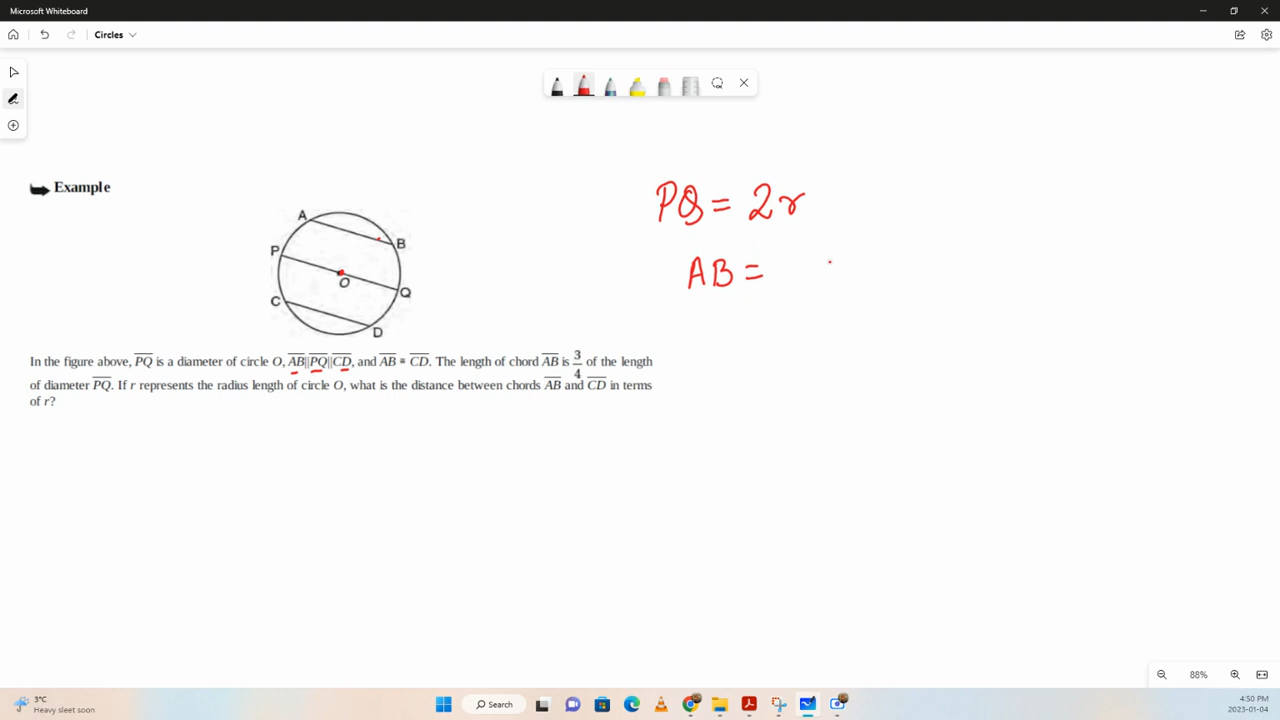 Microsoft Whiteboard
Circles
Example
PQ = 2r
AB =
A
B
P
O
Q
C
D
In the figure above, PQ is a diameter of circle O, AB||PQ||CD, and AB ≅ CD. The length of chord AB is 3/4 of the length
of diameter PQ. If r represents the radius length of circle O, what is the distance between chords AB and CD in terms
of r?
88%
3°C
Heavy sleet soon
Search
4:50 PM
2023-01-04